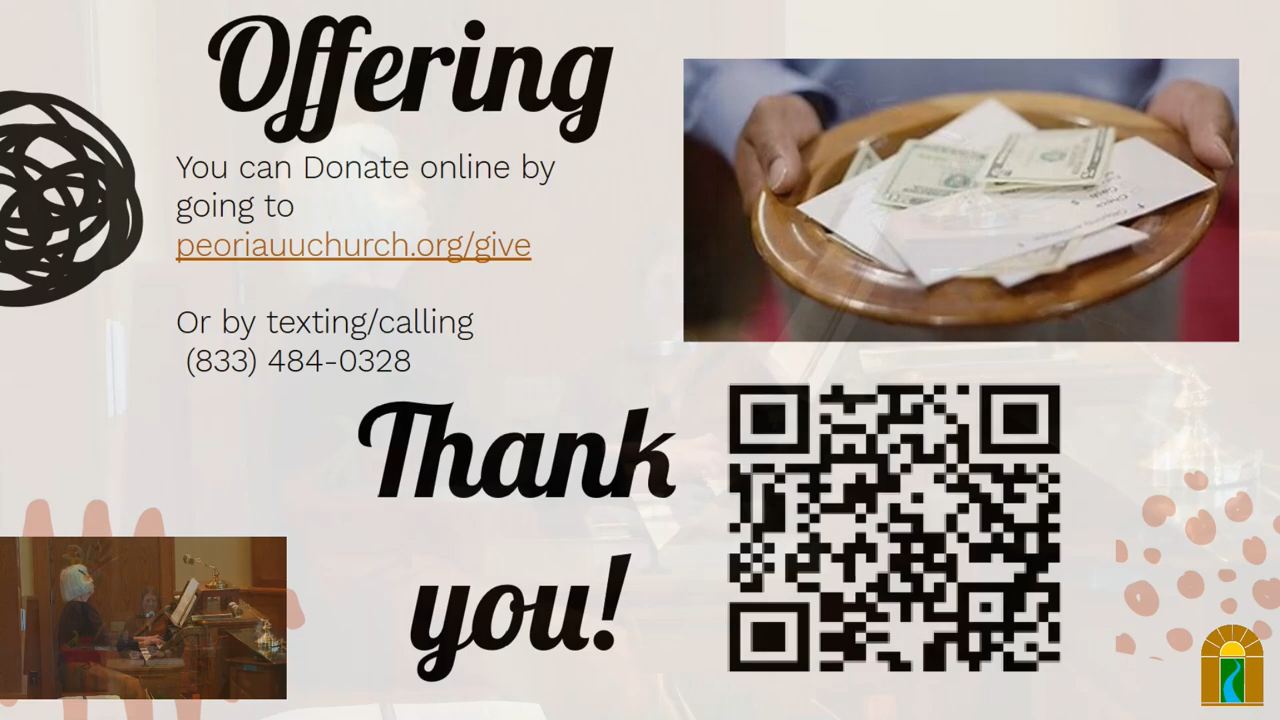 Offering
You can Donate online by
going to
peoriauuchurch.org/give
Or by texting/calling
(833) 484-0328
Thank
you!